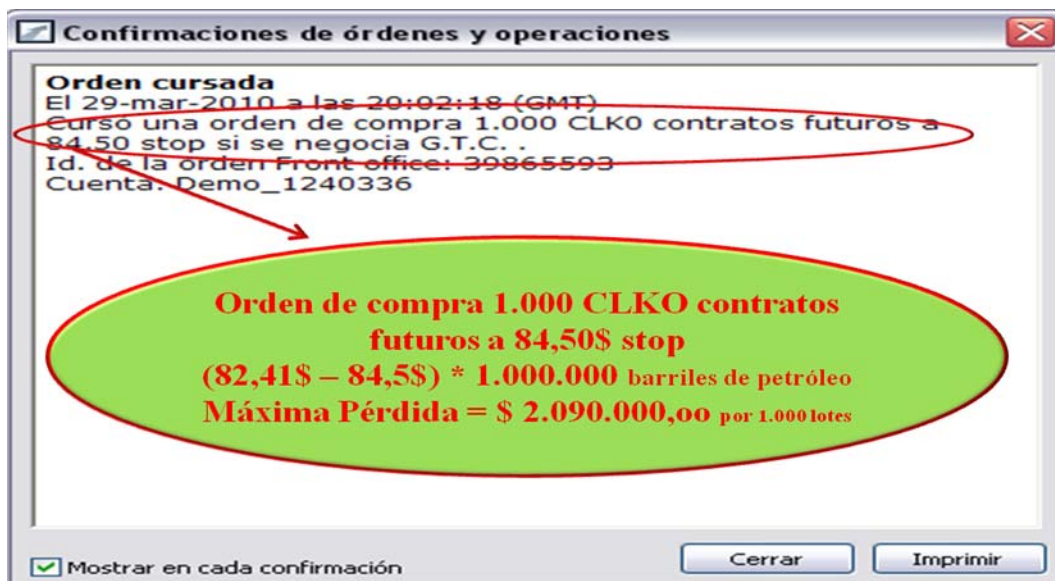 Confirmaciones de órdenes y operaciones
Orden cursada
El 29-mar-2010 a las 20:02:18 (GMT)
Cursó una orden de compra 1.000 CLK0 contratos futuros a
84.50 stop si se negocia G.T.C. .
Id. de la orden Front office: 39865593
Cuenta: Demo_1240336
Orden de compra 1.000 CLKO contratos
futuros a 84,50$ stop
(82,41$ – 84,5$) * 1.000.000 barriles de petróleo
Máxima Pérdida = $ 2.090.000,oo por 1.000 lotes
Mostrar en cada confirmación
Cerrar
Imprimir